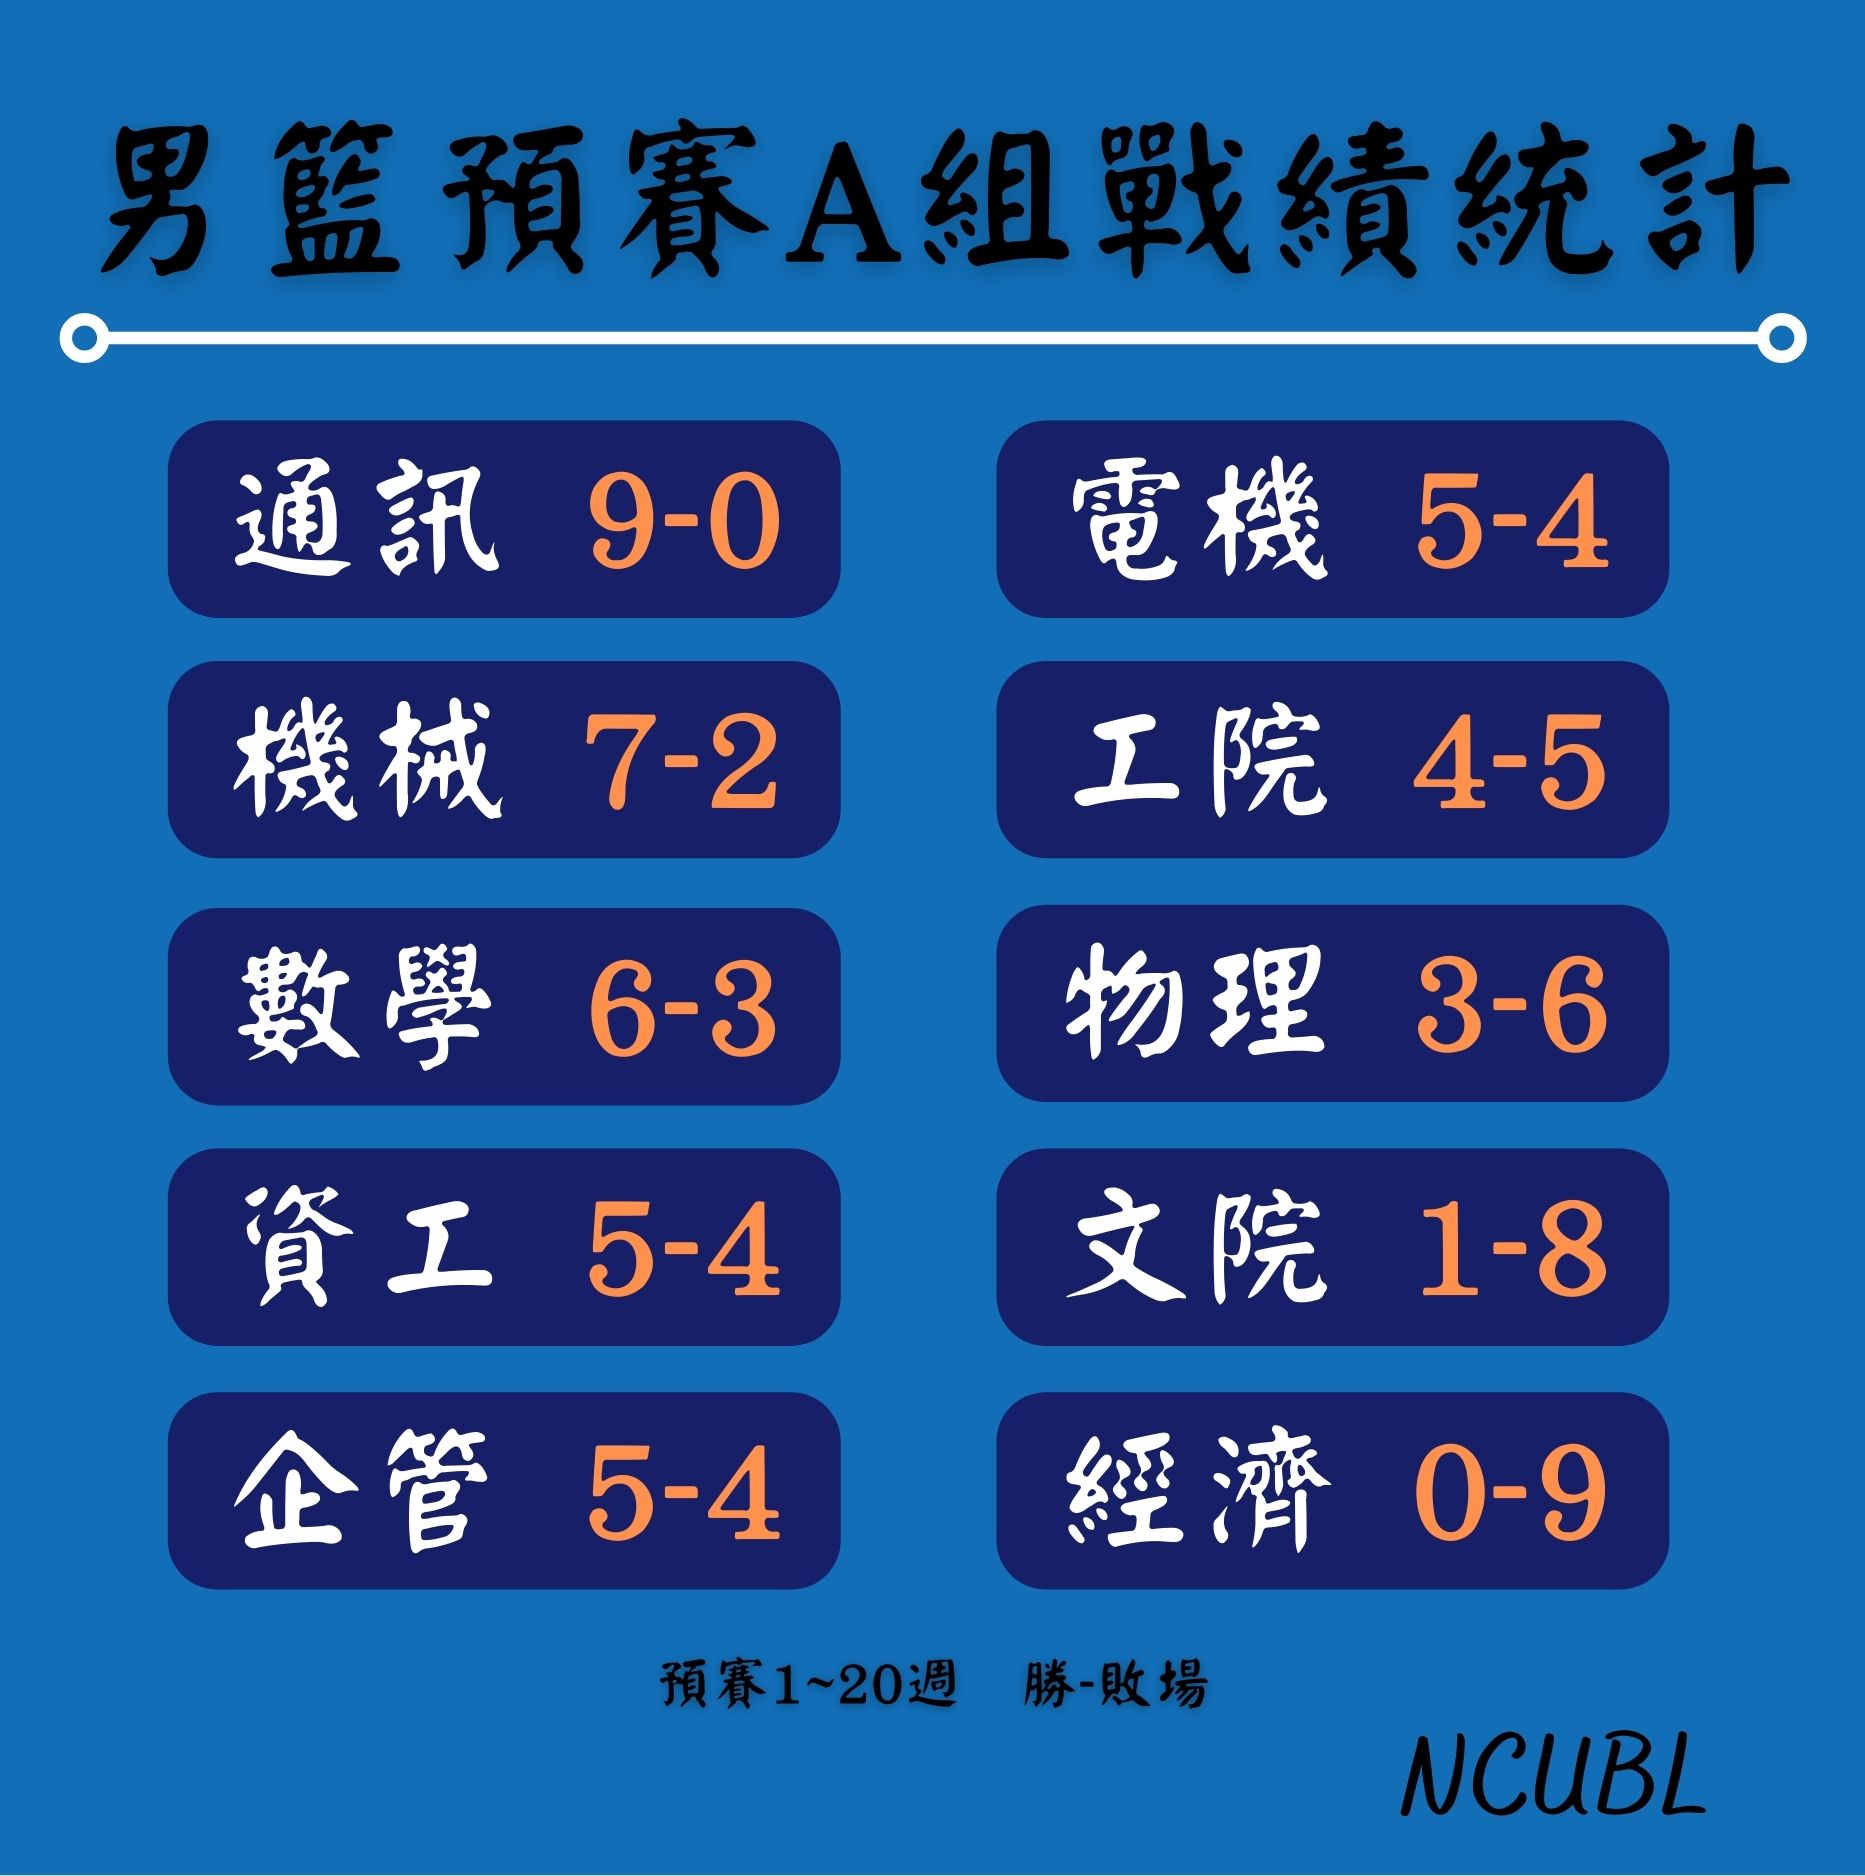 男籃預賽A組戰績統計
通訊 9-0
機械 7-2
數學 6-3
資工 5-4
企管 5-4
電機 5-4
工院 4-5
物理 3-6
文院 1-8
經濟 0-9
預賽1~20週 勝-敗場
NCUBL